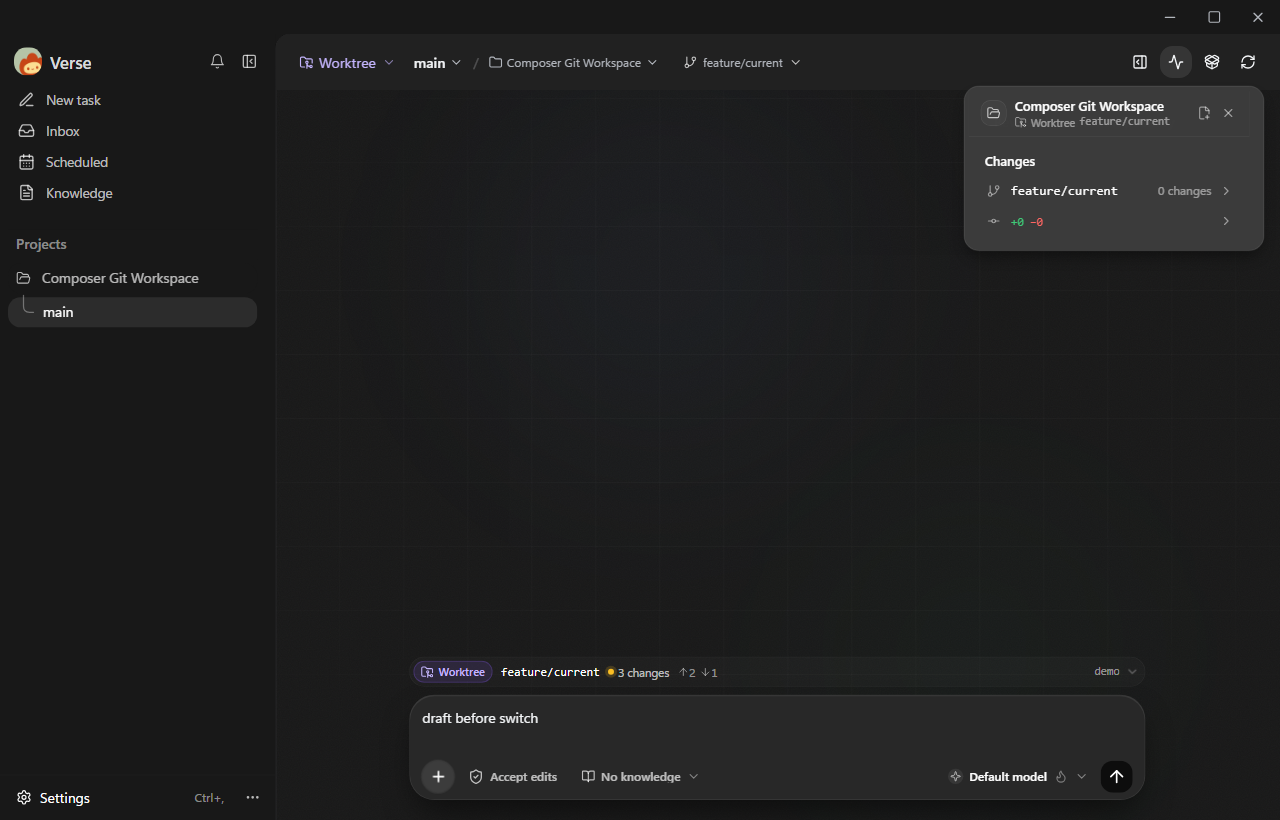 Verse
New task
Inbox
Scheduled
Knowledge
Projects
Composer Git Workspace
main
Settings Ctrl+,
Worktree main / Composer Git Workspace feature/current
Composer Git Workspace
Worktree feature/current
Changes
feature/current 0 changes
+0 −0
Worktree feature/current 3 changes ↑2 ↓1 demo
draft before switch
Accept edits No knowledge Default model